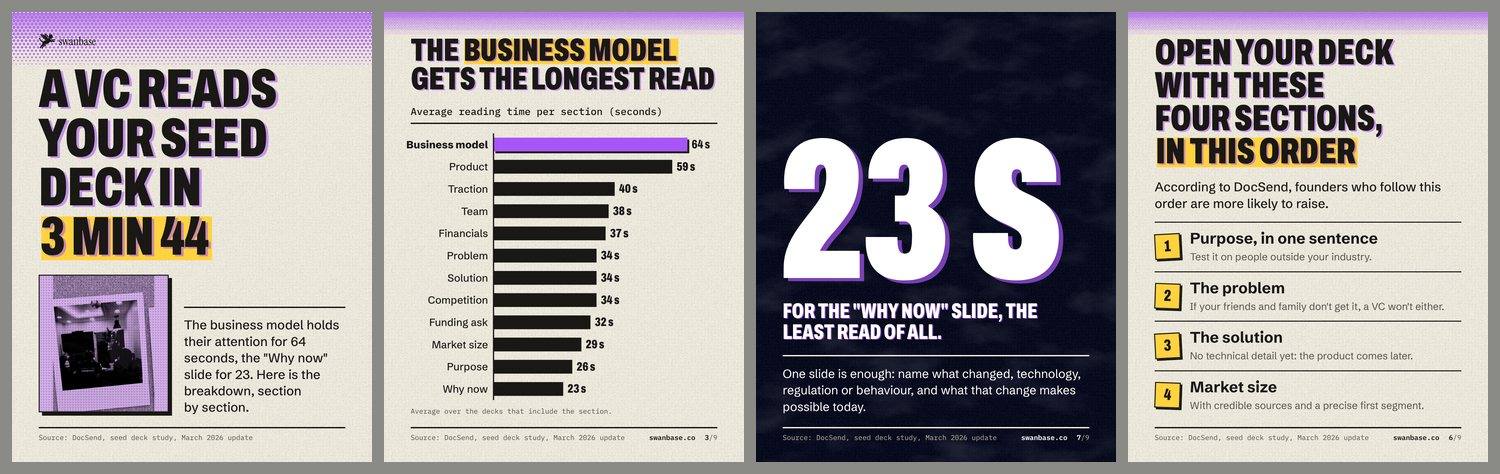 swanbase
A VC READS
YOUR SEED
DECK IN
3 MIN 44
The business model holds
their attention for 64
seconds, the "Why now"
slide for 23. Here is the
breakdown, section
by section.
Source: DocSend, seed deck study, March 2026 update
THE BUSINESS MODEL
GETS THE LONGEST READ
Average reading time per section (seconds)
Business model 64 s
Product 59 s
Traction 40 s
Team 38 s
Financials 37 s
Problem 34 s
Solution 34 s
Competition 34 s
Funding ask 32 s
Market size 29 s
Purpose 26 s
Why now 23 s
Average over the decks that include the section.
Source: DocSend, seed deck study, March 2026 update swanbase.co 3/9
23 S
FOR THE "WHY NOW" SLIDE, THE
LEAST READ OF ALL.
One slide is enough: name what changed, technology,
regulation or behaviour, and what that change makes
possible today.
Source: DocSend, seed deck study, March 2026 update swanbase.co 7/9
OPEN YOUR DECK
WITH THESE
FOUR SECTIONS,
IN THIS ORDER
According to DocSend, founders who follow this
order are more likely to raise.
1 Purpose, in one sentence
Test it on people outside your industry.
2 The problem
If your friends and family don't get it, a VC won't either.
3 The solution
No technical detail yet: the product comes later.
4 Market size
With credible sources and a precise first segment.
Source: DocSend, seed deck study, March 2026 update swanbase.co 6/9